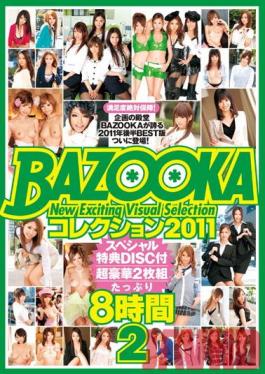 満足度絶対保障!
企画の殿堂
BAZOOKAが誇る
2011年後半BEST版
ついに登場!
BAZOOKA
New Exciting Visual Selection
コレクション2011
スペシャル
特典DISC付
超豪華2枚組
たっぷり
8時間
2